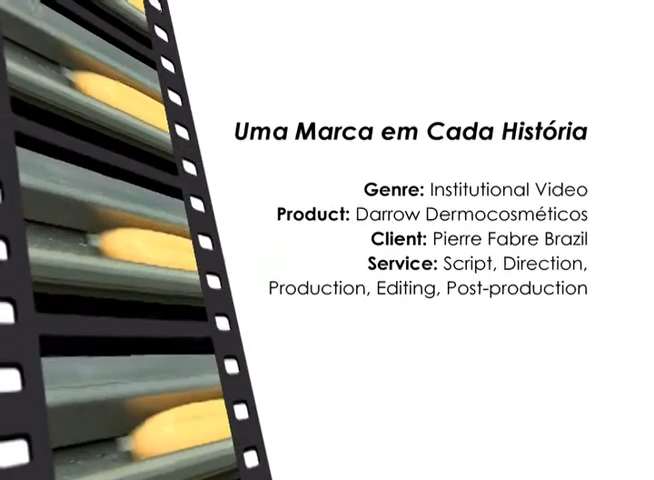 Uma Marca em Cada História
Genre: Institutional Video
Product: Darrow Dermocosméticos
Client: Pierre Fabre Brazil
Service: Script, Direction,
Production, Editing, Post-production